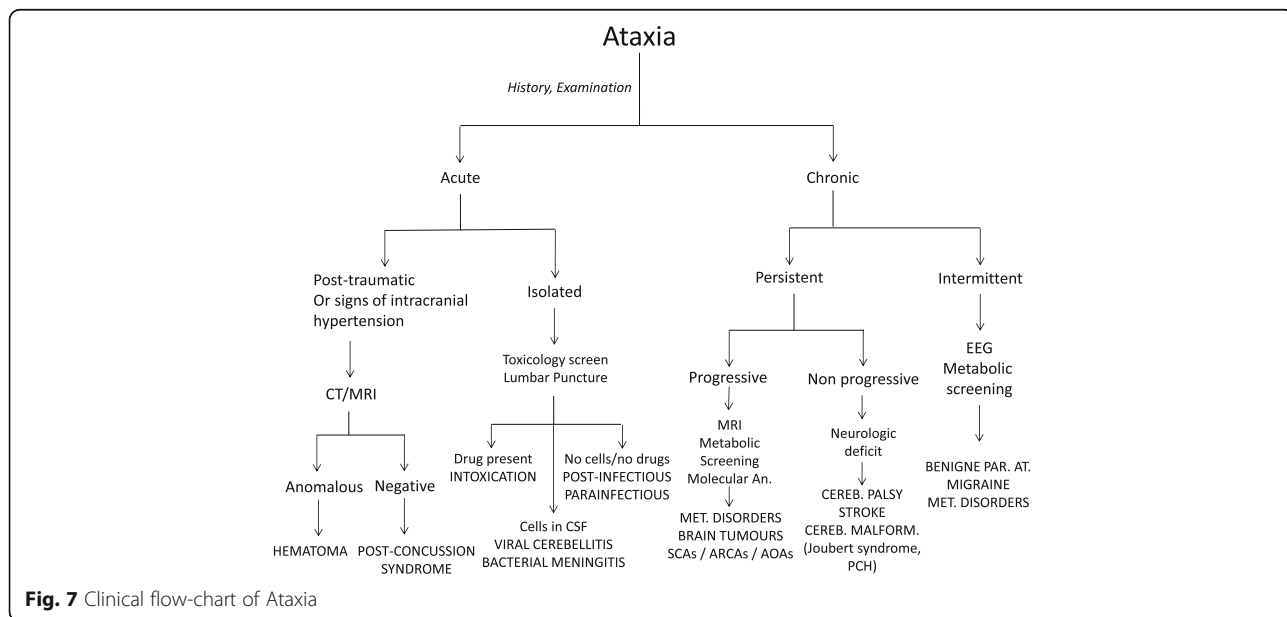 Ataxia
History, Examination
Acute
Chronic
Post-traumatic
Or signs of intracranial
hypertension
Isolated
Persistent
Intermittent
CT/MRI
Toxicology screen
Lumbar Puncture
Progressive
Non progressive
EEG
Metabolic
screening
Anomalous
Negative
Drug present
INTOXICATION
No cells/no drugs
POST-INFECTIOUS
PARAINFECTIOUS
MRI
Metabolic
Screening
Molecular An.
Neurologic
deficit
BENIGNE PAR. AT.
MIGRAINE
MET. DISORDERS
HEMATOMA
POST-CONCUSSION
SYNDROME
Cells in CSF
VIRAL CEREBELLITIS
BACTERIAL MENINGITIS
MET. DISORDERS
BRAIN TUMOURS
SCAs / ARCAs / AOAs
CEREB. PALSY
STROKE
CEREB. MALFORM.
(Joubert syndrome,
PCH)
Fig. 7 Clinical flow-chart of Ataxia